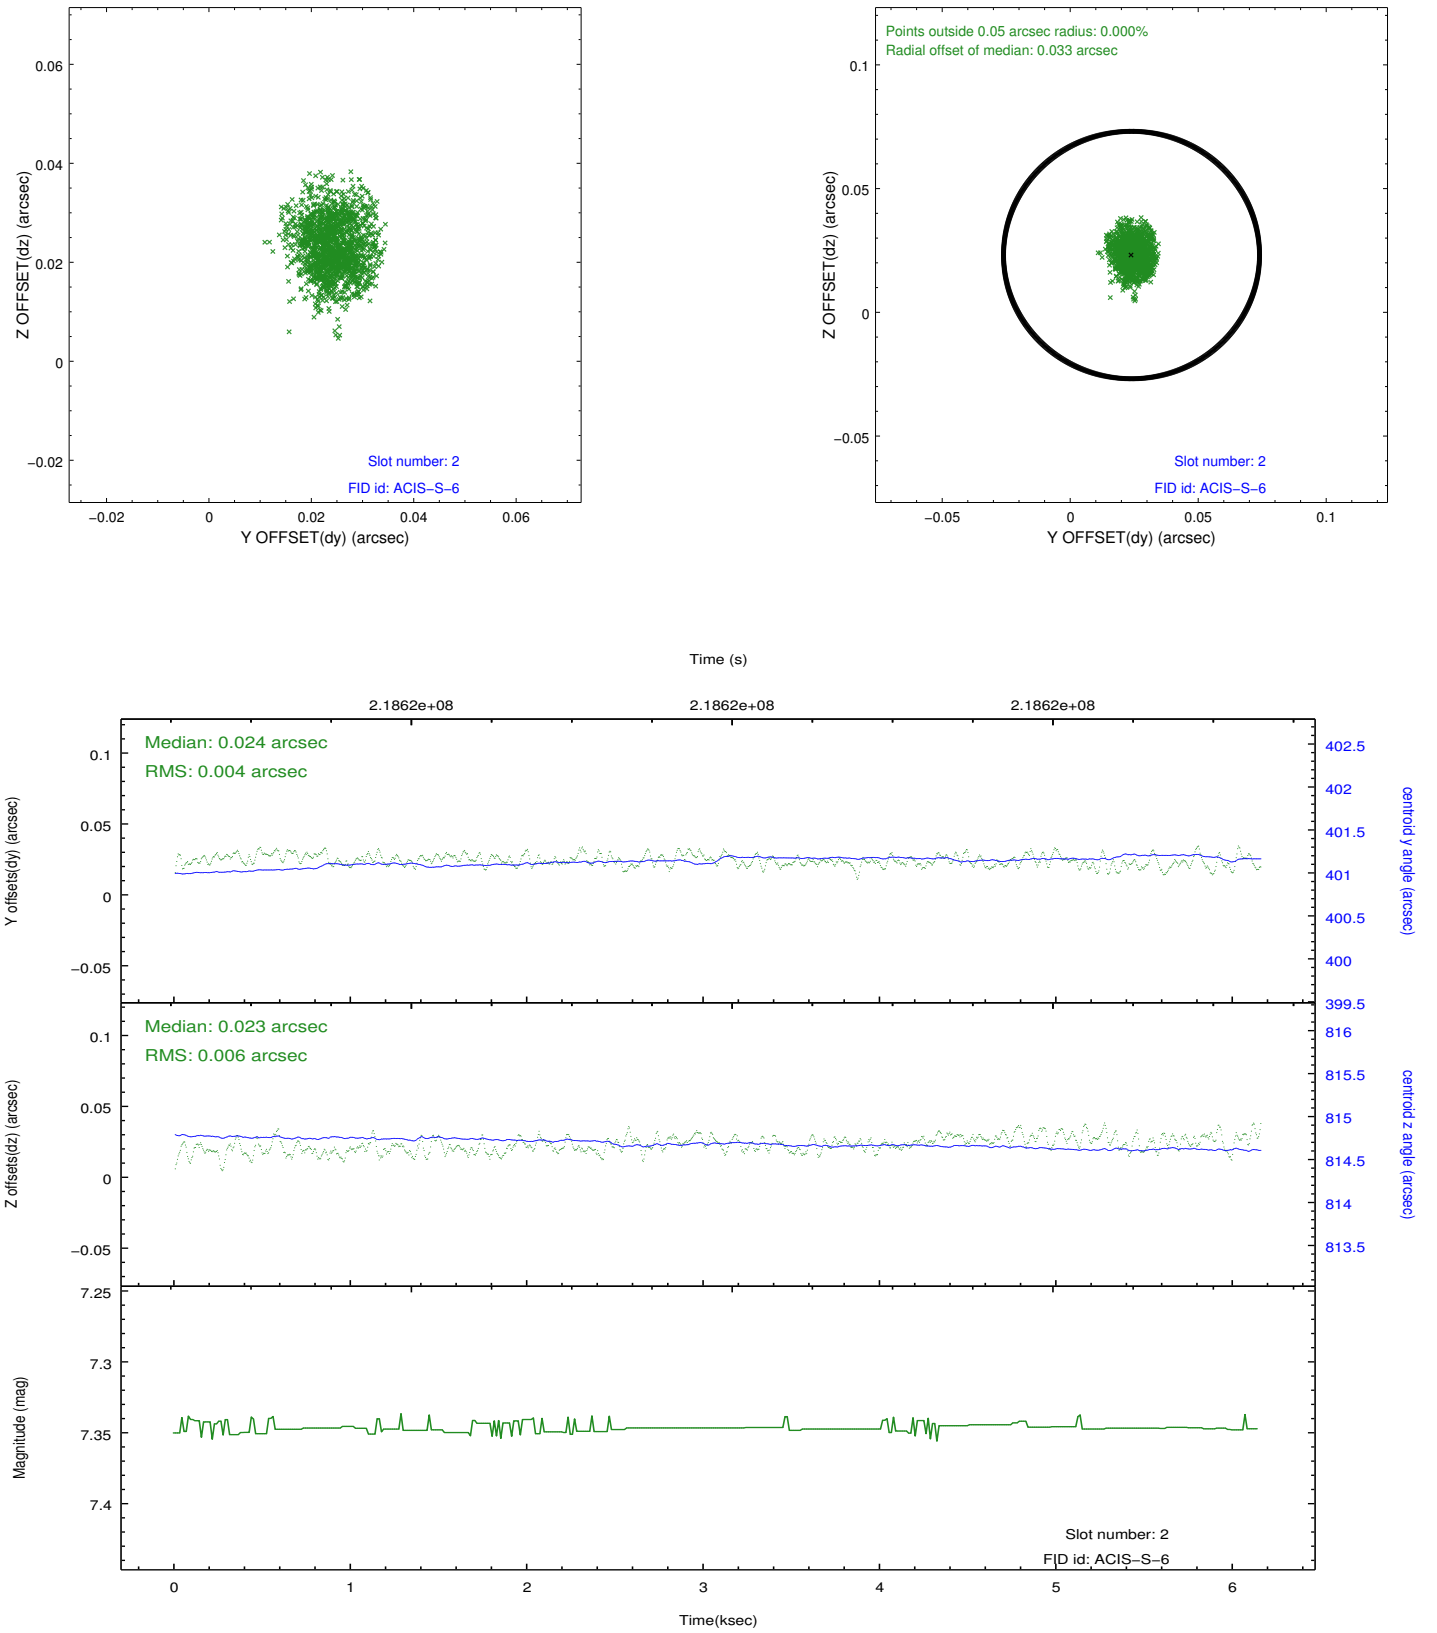 0.06
0.04
0.02
0
−0.02
Z OFFSET(dz) (arcsec)
Slot number: 2
FID id: ACIS−S−6
−0.02 0 0.02 0.04 0.06
Y OFFSET(dy) (arcsec)
Points outside 0.05 arcsec radius: 0.000%
Radial offset of median: 0.033 arcsec
0.1
0.05
0
−0.05
Z OFFSET(dz) (arcsec)
Slot number: 2
FID id: ACIS−S−6
−0.05 0 0.05 0.1
Y OFFSET(dy) (arcsec)
Time (s)
2.1862e+08 2.1862e+08 2.1862e+08
Median: 0.024 arcsec
RMS: 0.004 arcsec
0.1
0.05
0
−0.05
Y offsets(dy) (arcsec)
402.5
402
401.5
401
400.5
400
399.5
centroid y angle (arcsec)
Median: 0.023 arcsec
RMS: 0.006 arcsec
0.1
0.05
0
−0.05
Z offsets(dz) (arcsec)
816
815.5
815
814.5
814
813.5
centroid z angle (arcsec)
7.25
7.3
7.35
7.4
Magnitude (mag)
Slot number: 2
FID id: ACIS−S−6
0 1 2 3 4 5 6
Time(ksec)